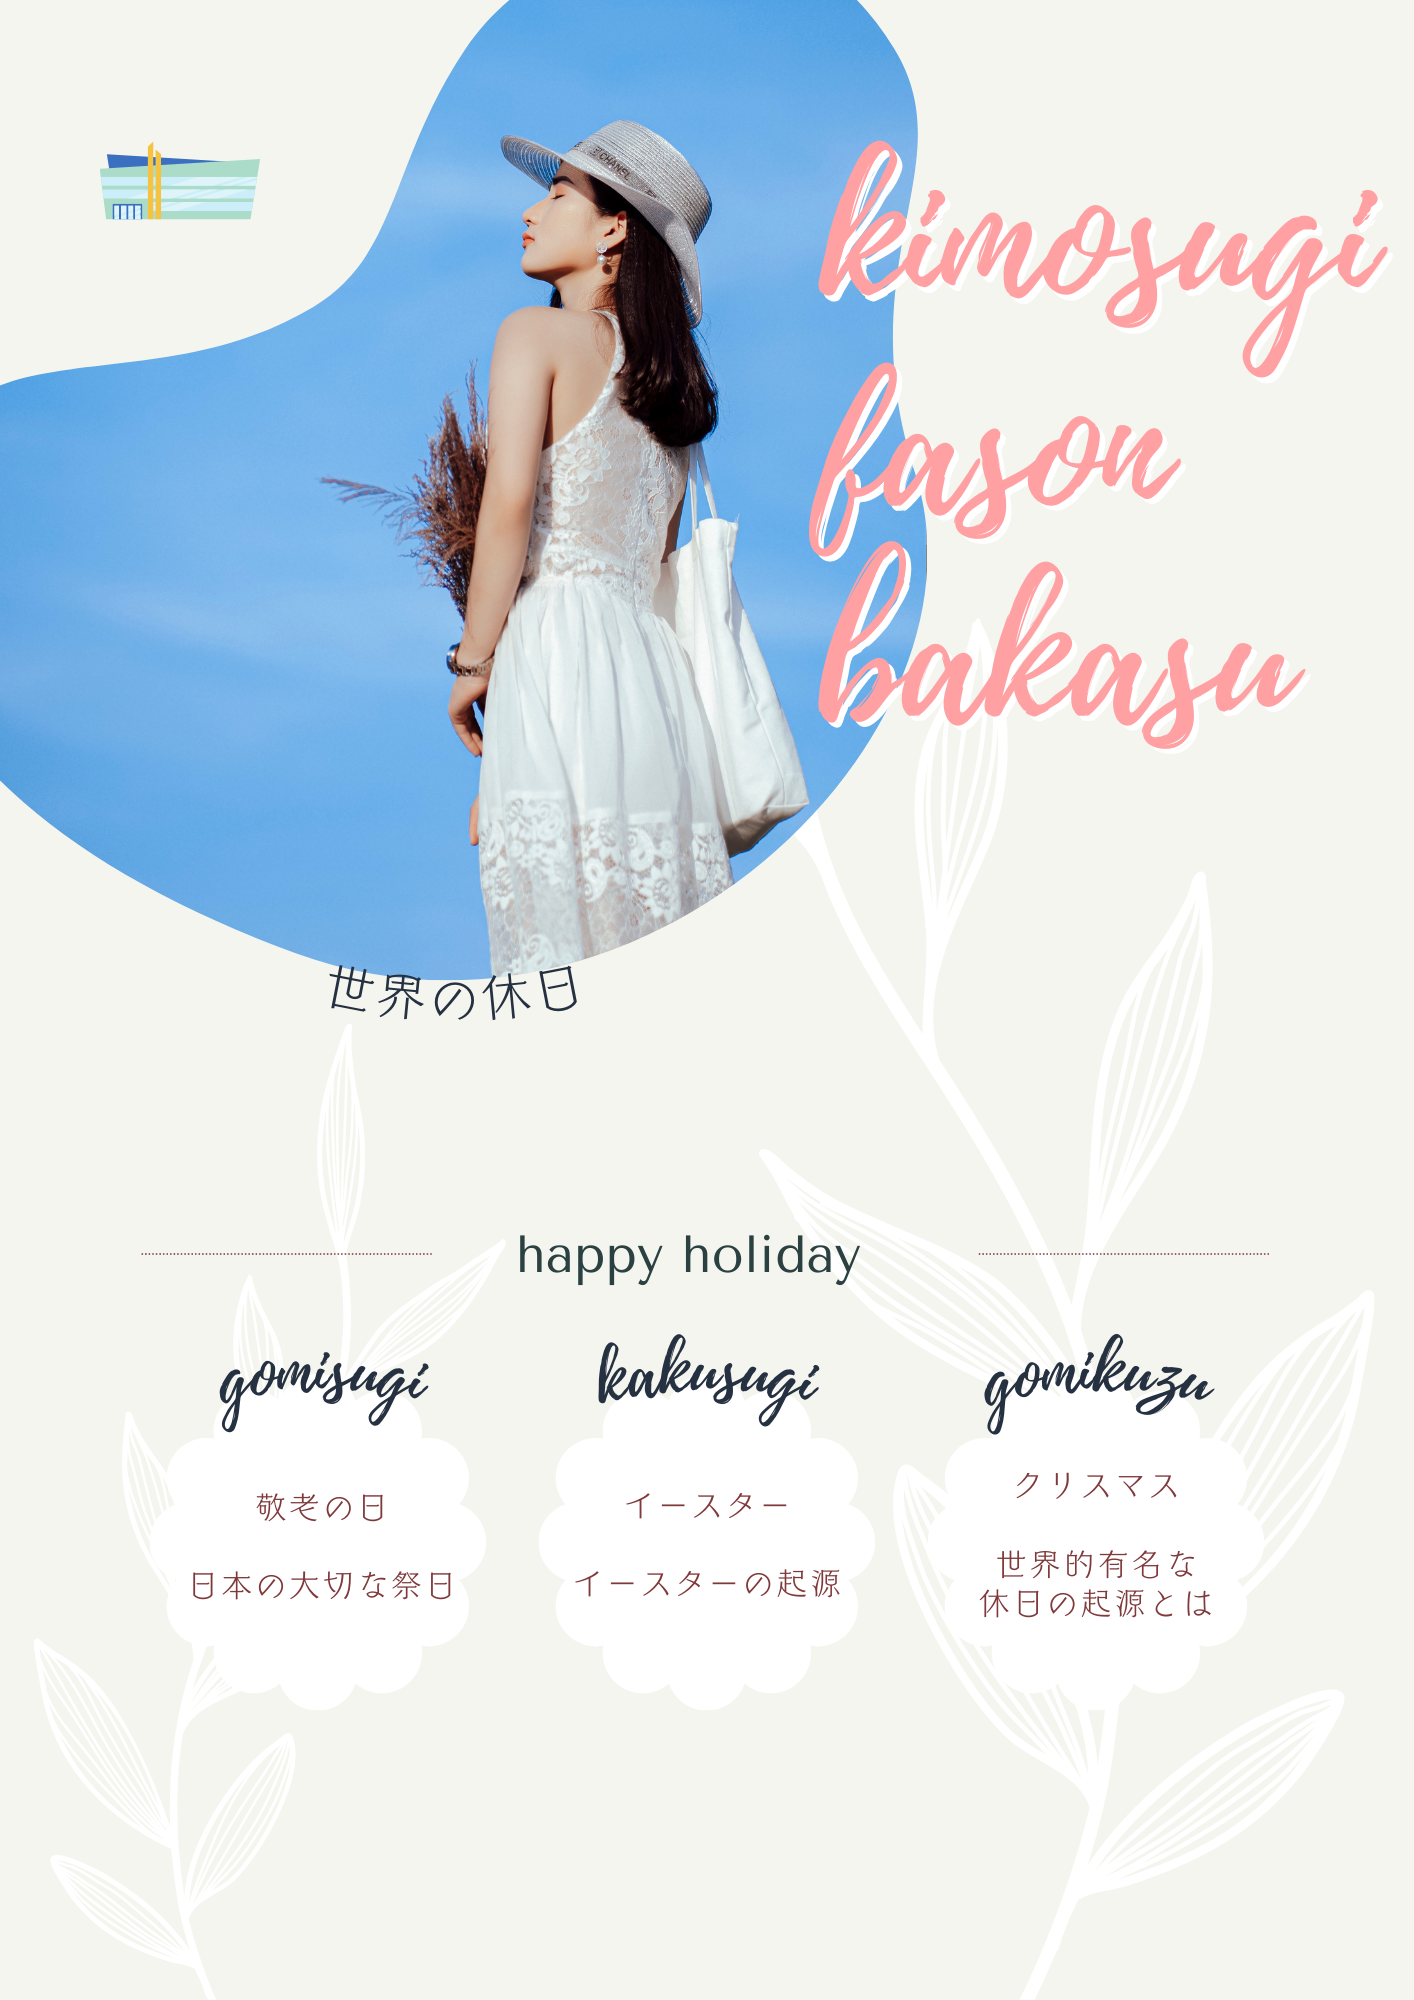 CHANEL
kimosugi
fason
bakasu
世界の休日
happy holiday
gomisugi
敬老の日
日本の大切な祭日
kakusugi
イースター
イースターの起源
gomikuzu
クリスマス
世界的有名な
休日の起源とは